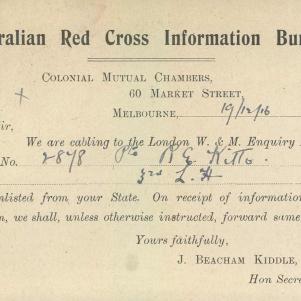 ralian Red Cross Information Bu
Colonial Mutual Chambers,
60 Market Street,
Melbourne, 19/12/16
ir,
We are cabling to the London W. & M. Enquiry
No. 2878 Pte R E Kitto
3rd L. H
nlisted from your State. On receipt of information
n, we shall, unless otherwise instructed, forward same
Yours faithfully,
J. BEACHAM KIDDLE,
Hon Secre